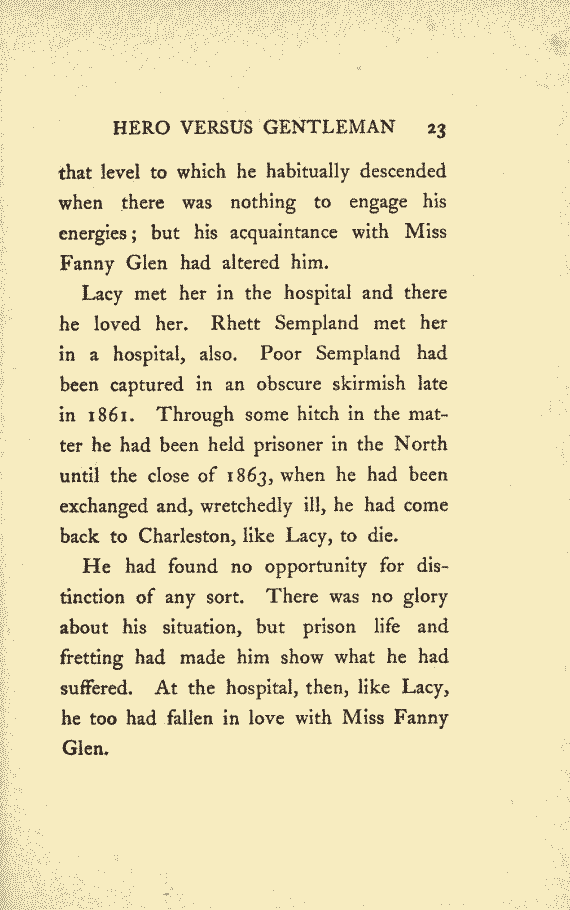 HERO VERSUS GENTLEMAN 23
that level to which he habitually descended
when there was nothing to engage his
energies; but his acquaintance with Miss
Fanny Glen had altered him.
Lacy met her in the hospital and there
he loved her. Rhett Sempland met her
in a hospital, also. Poor Sempland had
been captured in an obscure skirmish late
in 1861. Through some hitch in the mat-
ter he had been held prisoner in the North
until the close of 1863, when he had been
exchanged and, wretchedly ill, he had come
back to Charleston, like Lacy, to die.
He had found no opportunity for dis-
tinction of any sort. There was no glory
about his situation, but prison life and
fretting had made him show what he had
suffered. At the hospital, then, like Lacy,
he too had fallen in love with Miss Fanny
Glen.